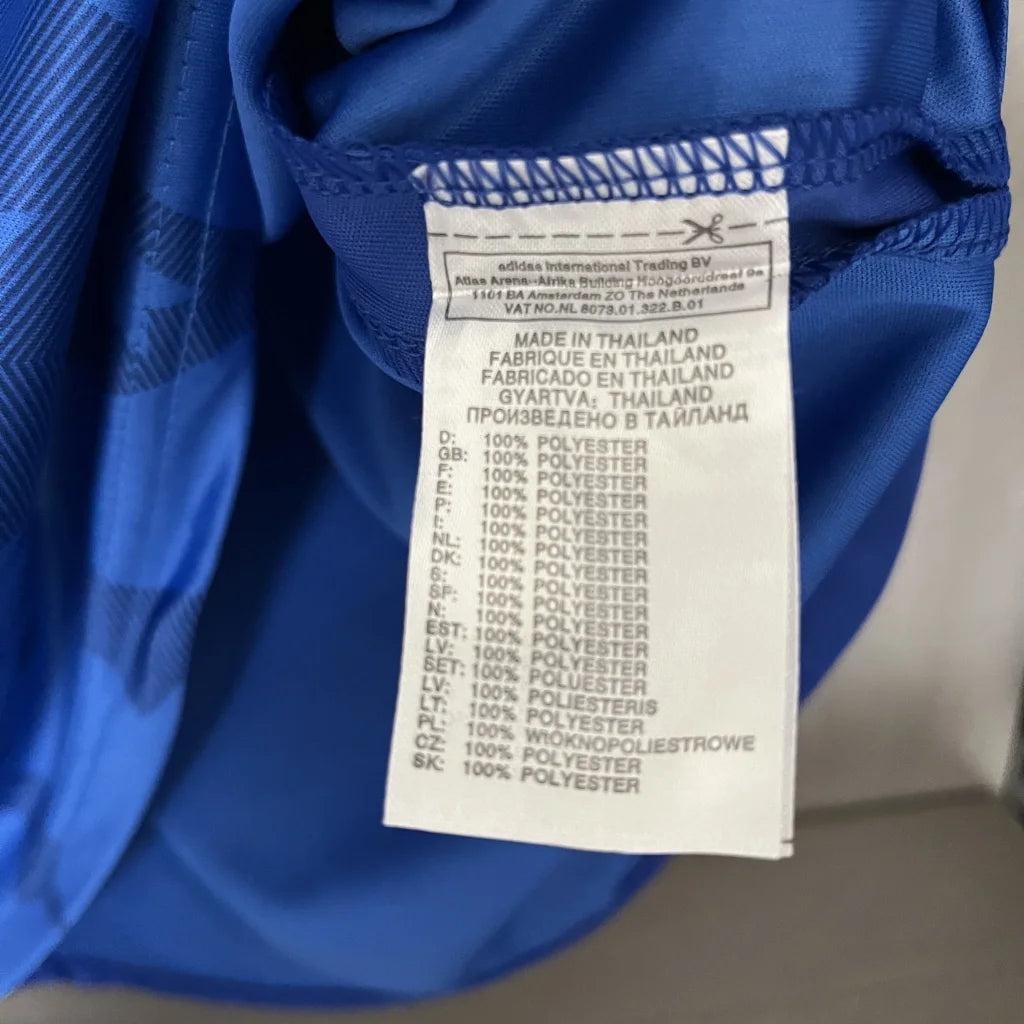 adidas International Trading BV
Atlas Arena--Afrika Building Hoogoorddreef 9a
1101 BA Amsterdam ZO The Netherlands
VAT NO.NL 8073.01.322.B.01
MADE IN THAILAND
FABRIQUE EN THAILAND
FABRICADO EN THAILAND
GYARTVA: THAILAND
ПРОИЗВЕДЕНО В ТАЙЛАНД
D: 100% POLYESTER
GB: 100% POLYESTER
F: 100% POLYESTER
E: 100% POLYESTER
P: 100% POLYESTER
I: 100% POLYESTER
NL: 100% POLYESTER
DK: 100% POLYESTER
S: 100% POLYESTER
SF: 100% POLYESTER
N: 100% POLYESTER
EST: 100% POLYESTER
LV: 100% POLYESTER
SET: 100% POLUESTER
LV: 100% POLIESTERIS
LT: 100% POLYESTER
PL: 100% WIOKNOPOLIESTROWE
CZ: 100% POLYESTER
SK: 100% POLYESTER